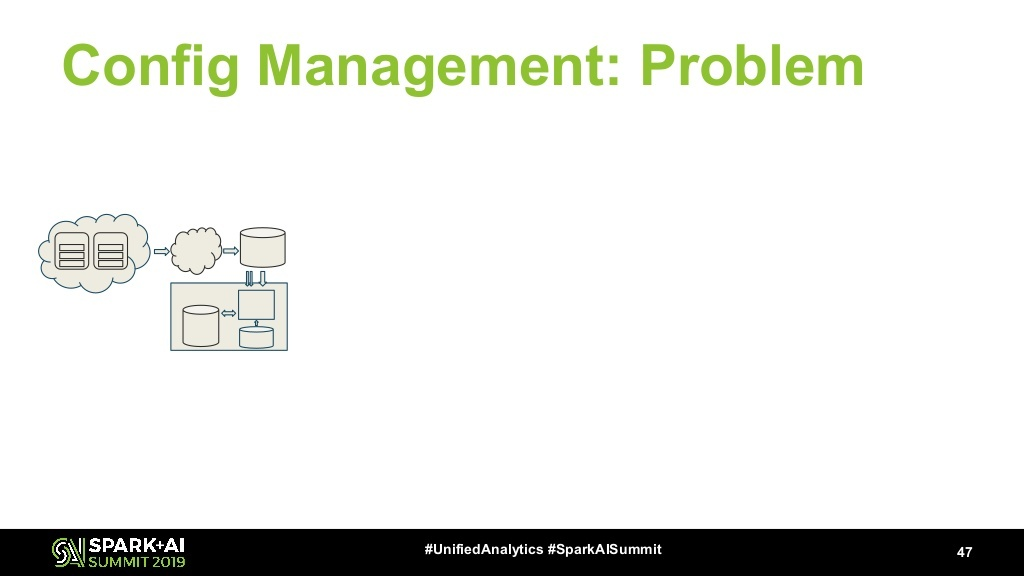 Config Management: Problem
SPARK+AI
SUMMIT 2019
#UnifiedAnalytics #SparkAISummit
47